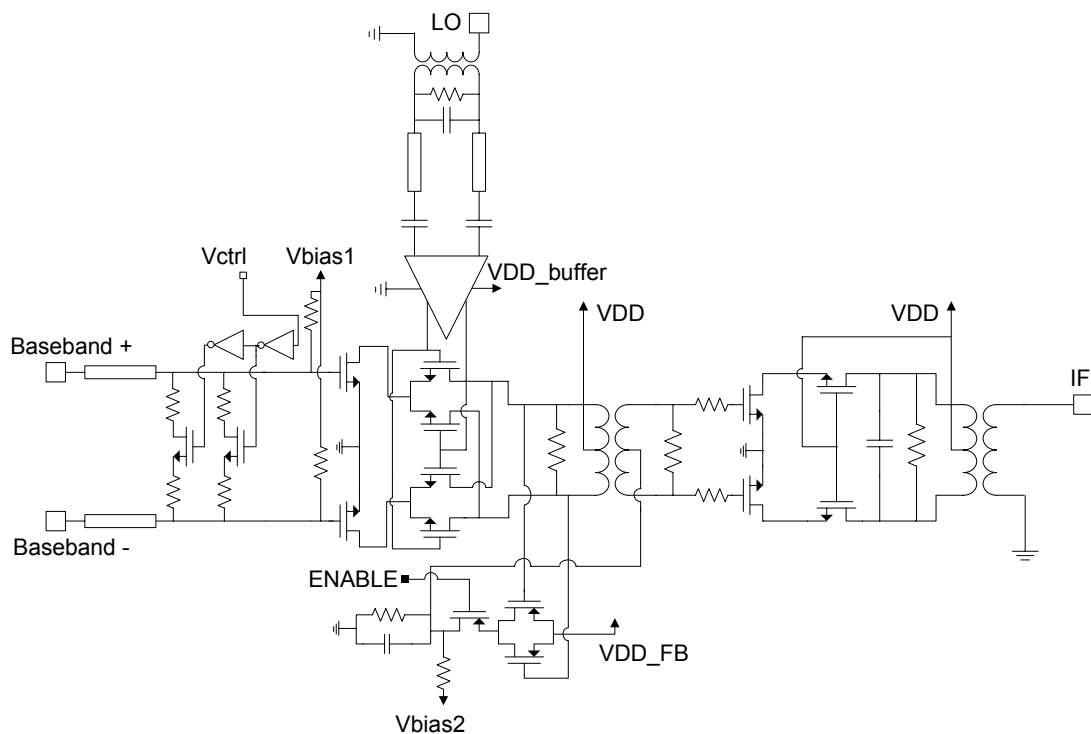 LO
Vctrl
Vbias1
VDD_buffer
VDD
VDD
Baseband +
IF
Baseband -
ENABLE
VDD_FB
Vbias2